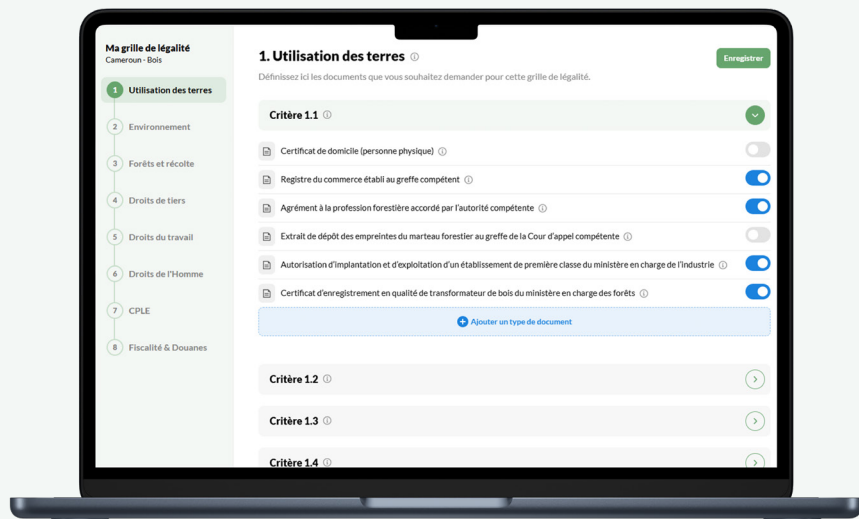 Ma grille de légalité
Cameroun - Bois
1 Utilisation des terres
2 Environnement
3 Forêts et récolte
4 Droits de tiers
5 Droits du travail
6 Droits de l'Homme
7 CPLE
8 Fiscalité & Douanes
1. Utilisation des terres
Enregistrer
Définissez ici les documents que vous souhaitez demander pour cette grille de légalité.
Critère 1.1
Certificat de domicile (personne physique)
Registre du commerce établi au greffe compétent
Agrément à la profession forestière accordé par l'autorité compétente
Extrait de dépôt des empreintes du marteau forestier au greffe de la Cour d'appel compétente
Autorisation d'implantation et d'exploitation d'un établissement de première classe du ministère en charge de l'industrie
Certificat d'enregistrement en qualité de transformateur de bois du ministère en charge des forêts
Ajouter un type de document
Critère 1.2
Critère 1.3
Critère 1.4